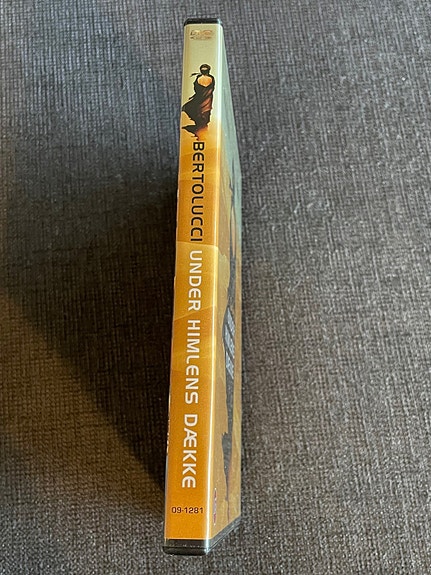 BERTOLUCCI UNDER HIMLENS DÆKKE
09-1281